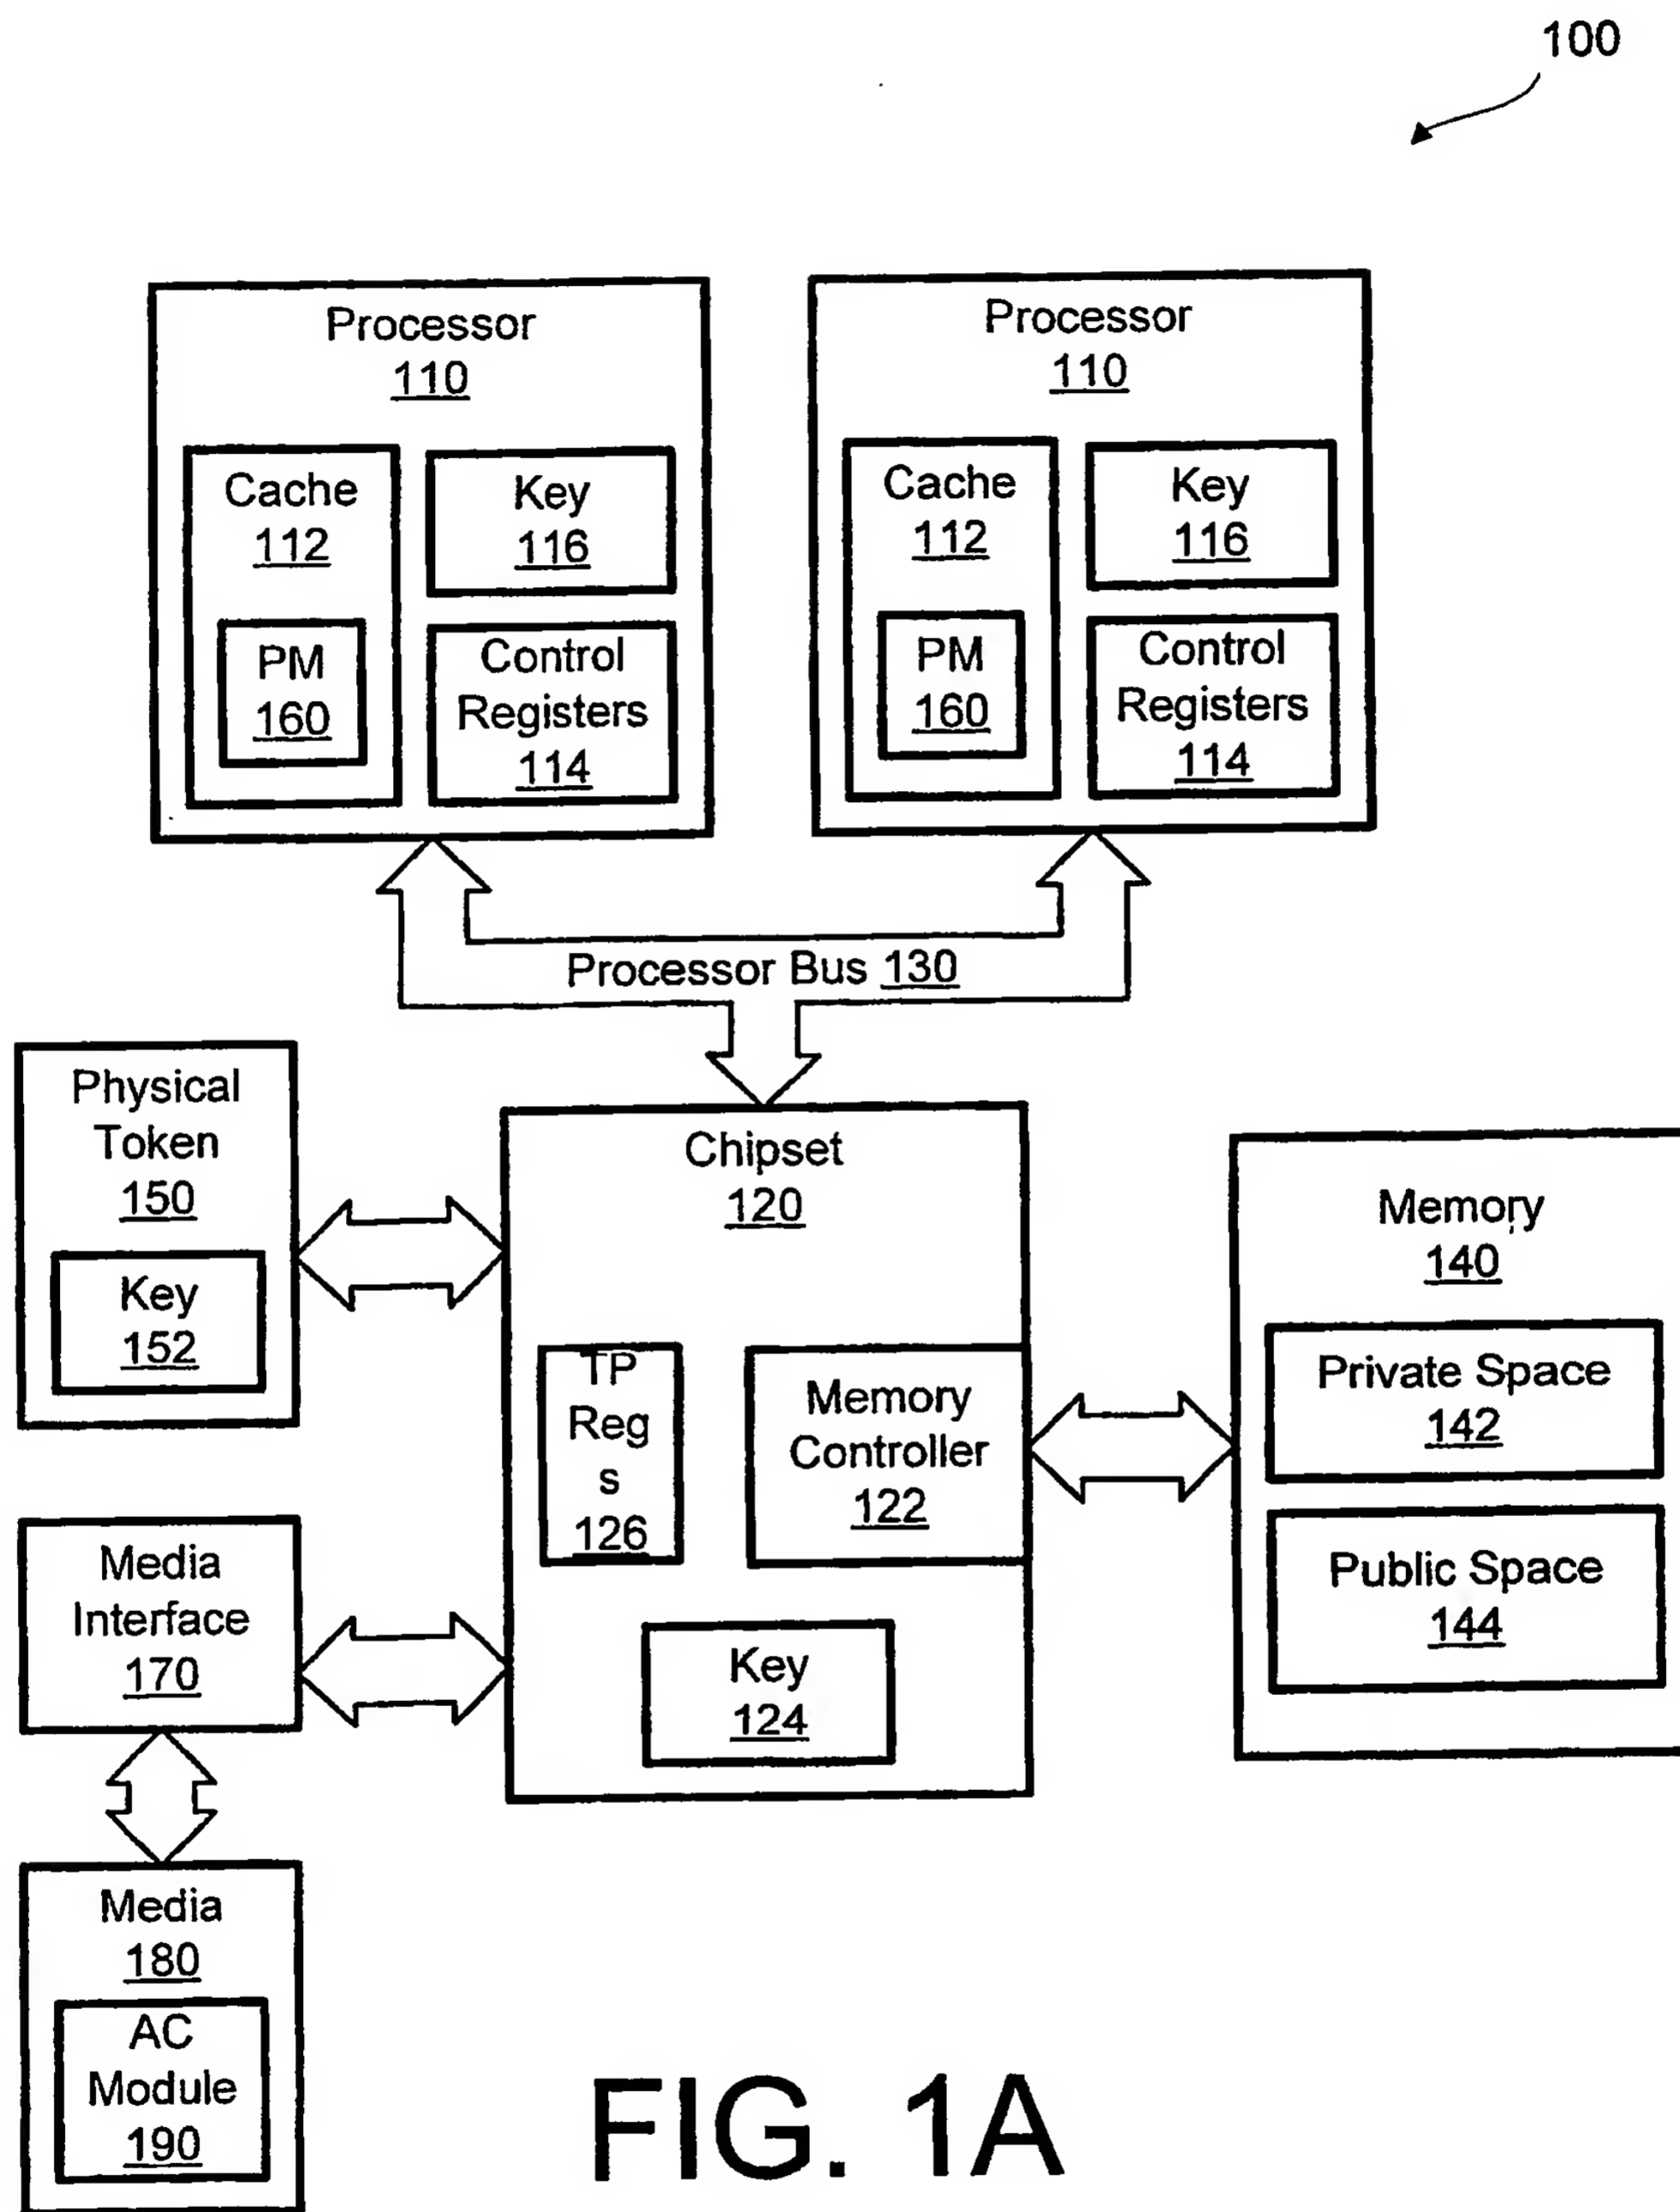 100
Processor
110
Cache
112
PM
160
Key
116
Control
Registers
114
Processor
110
Cache
112
PM
160
Key
116
Control
Registers
114
Processor Bus 130
Physical
Token
150
Key
152
Chipset
120
TP
Reg
s
126
Memory
Controller
122
Key
124
Memory
140
Private Space
142
Public Space
144
Media
Interface
170
Media
180
AC
Module
190
FIG. 1A